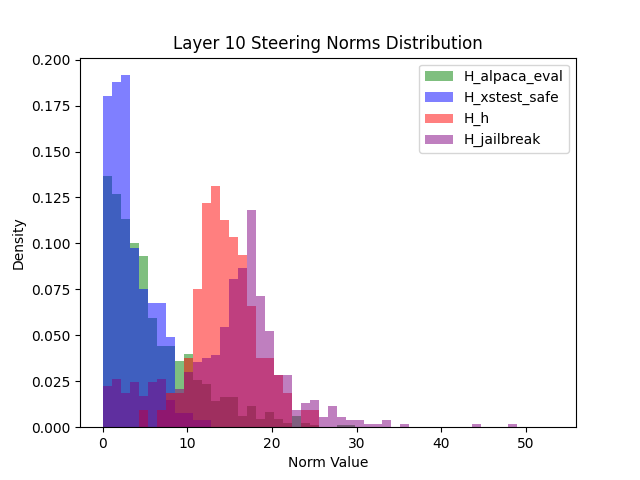 Layer 10 Steering Norms Distribution
0.200
0.175
0.150
0.125
0.100
0.075
0.050
0.025
0.000
Density
H_alpaca_eval
H_xstest_safe
H_h
H_jailbreak
0 10 20 30 40 50
Norm Value